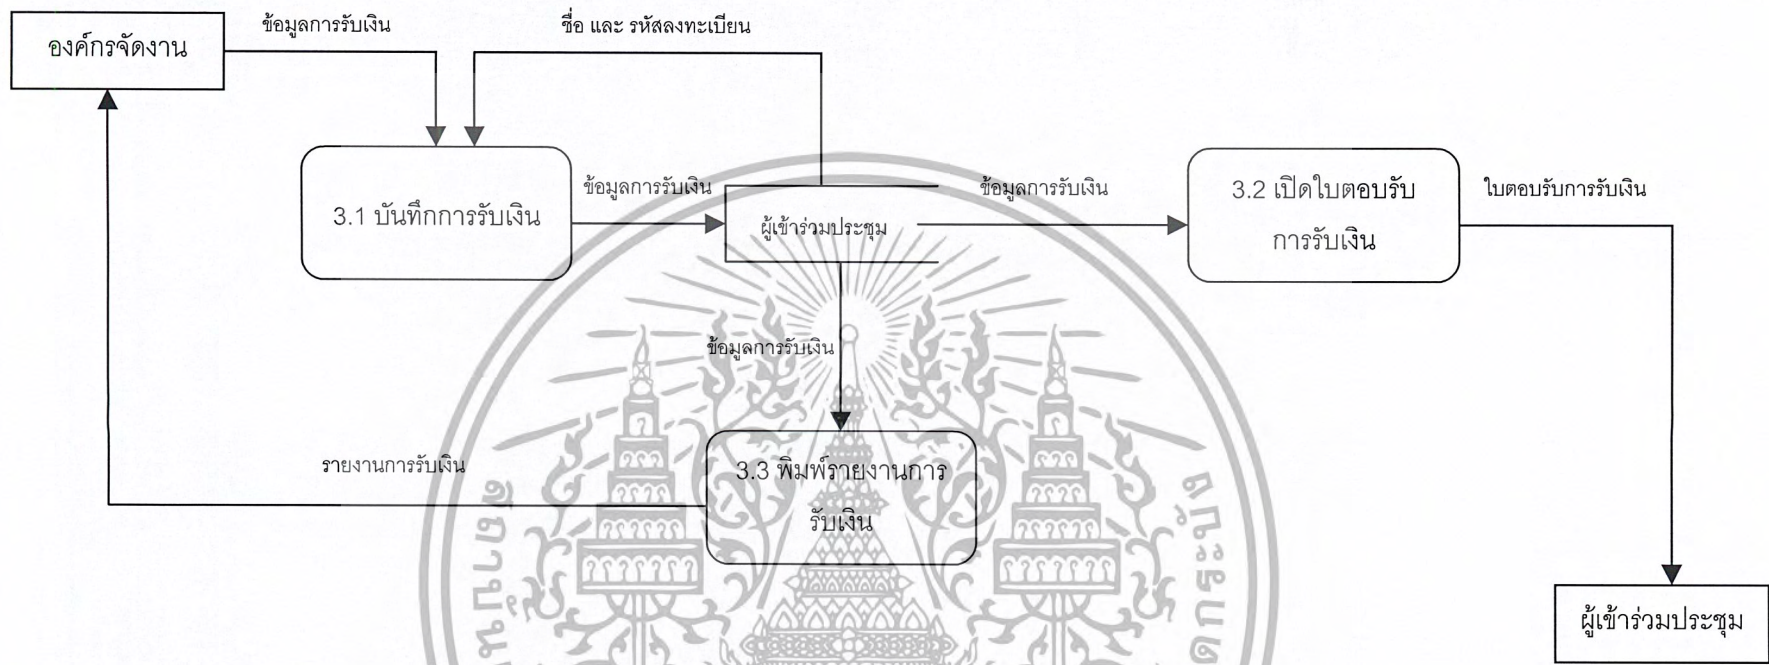 องค์กรจัดงาน
ข้อมูลการรับเงิน
ชื่อ และ รหัสลงทะเบียน
3.1 บันทึกการรับเงิน
ข้อมูลการรับเงิน
ผู้เข้าร่วมประชุม
ข้อมูลการรับเงิน
3.2 เปิดใบตอบรับ
การรับเงิน
ใบตอบรับการรับเงิน
ข้อมูลการรับเงิน
รายงานการรับเงิน
3.3 พิมพ์รายงานการ
รับเงิน
ผู้เข้าร่วมประชุม